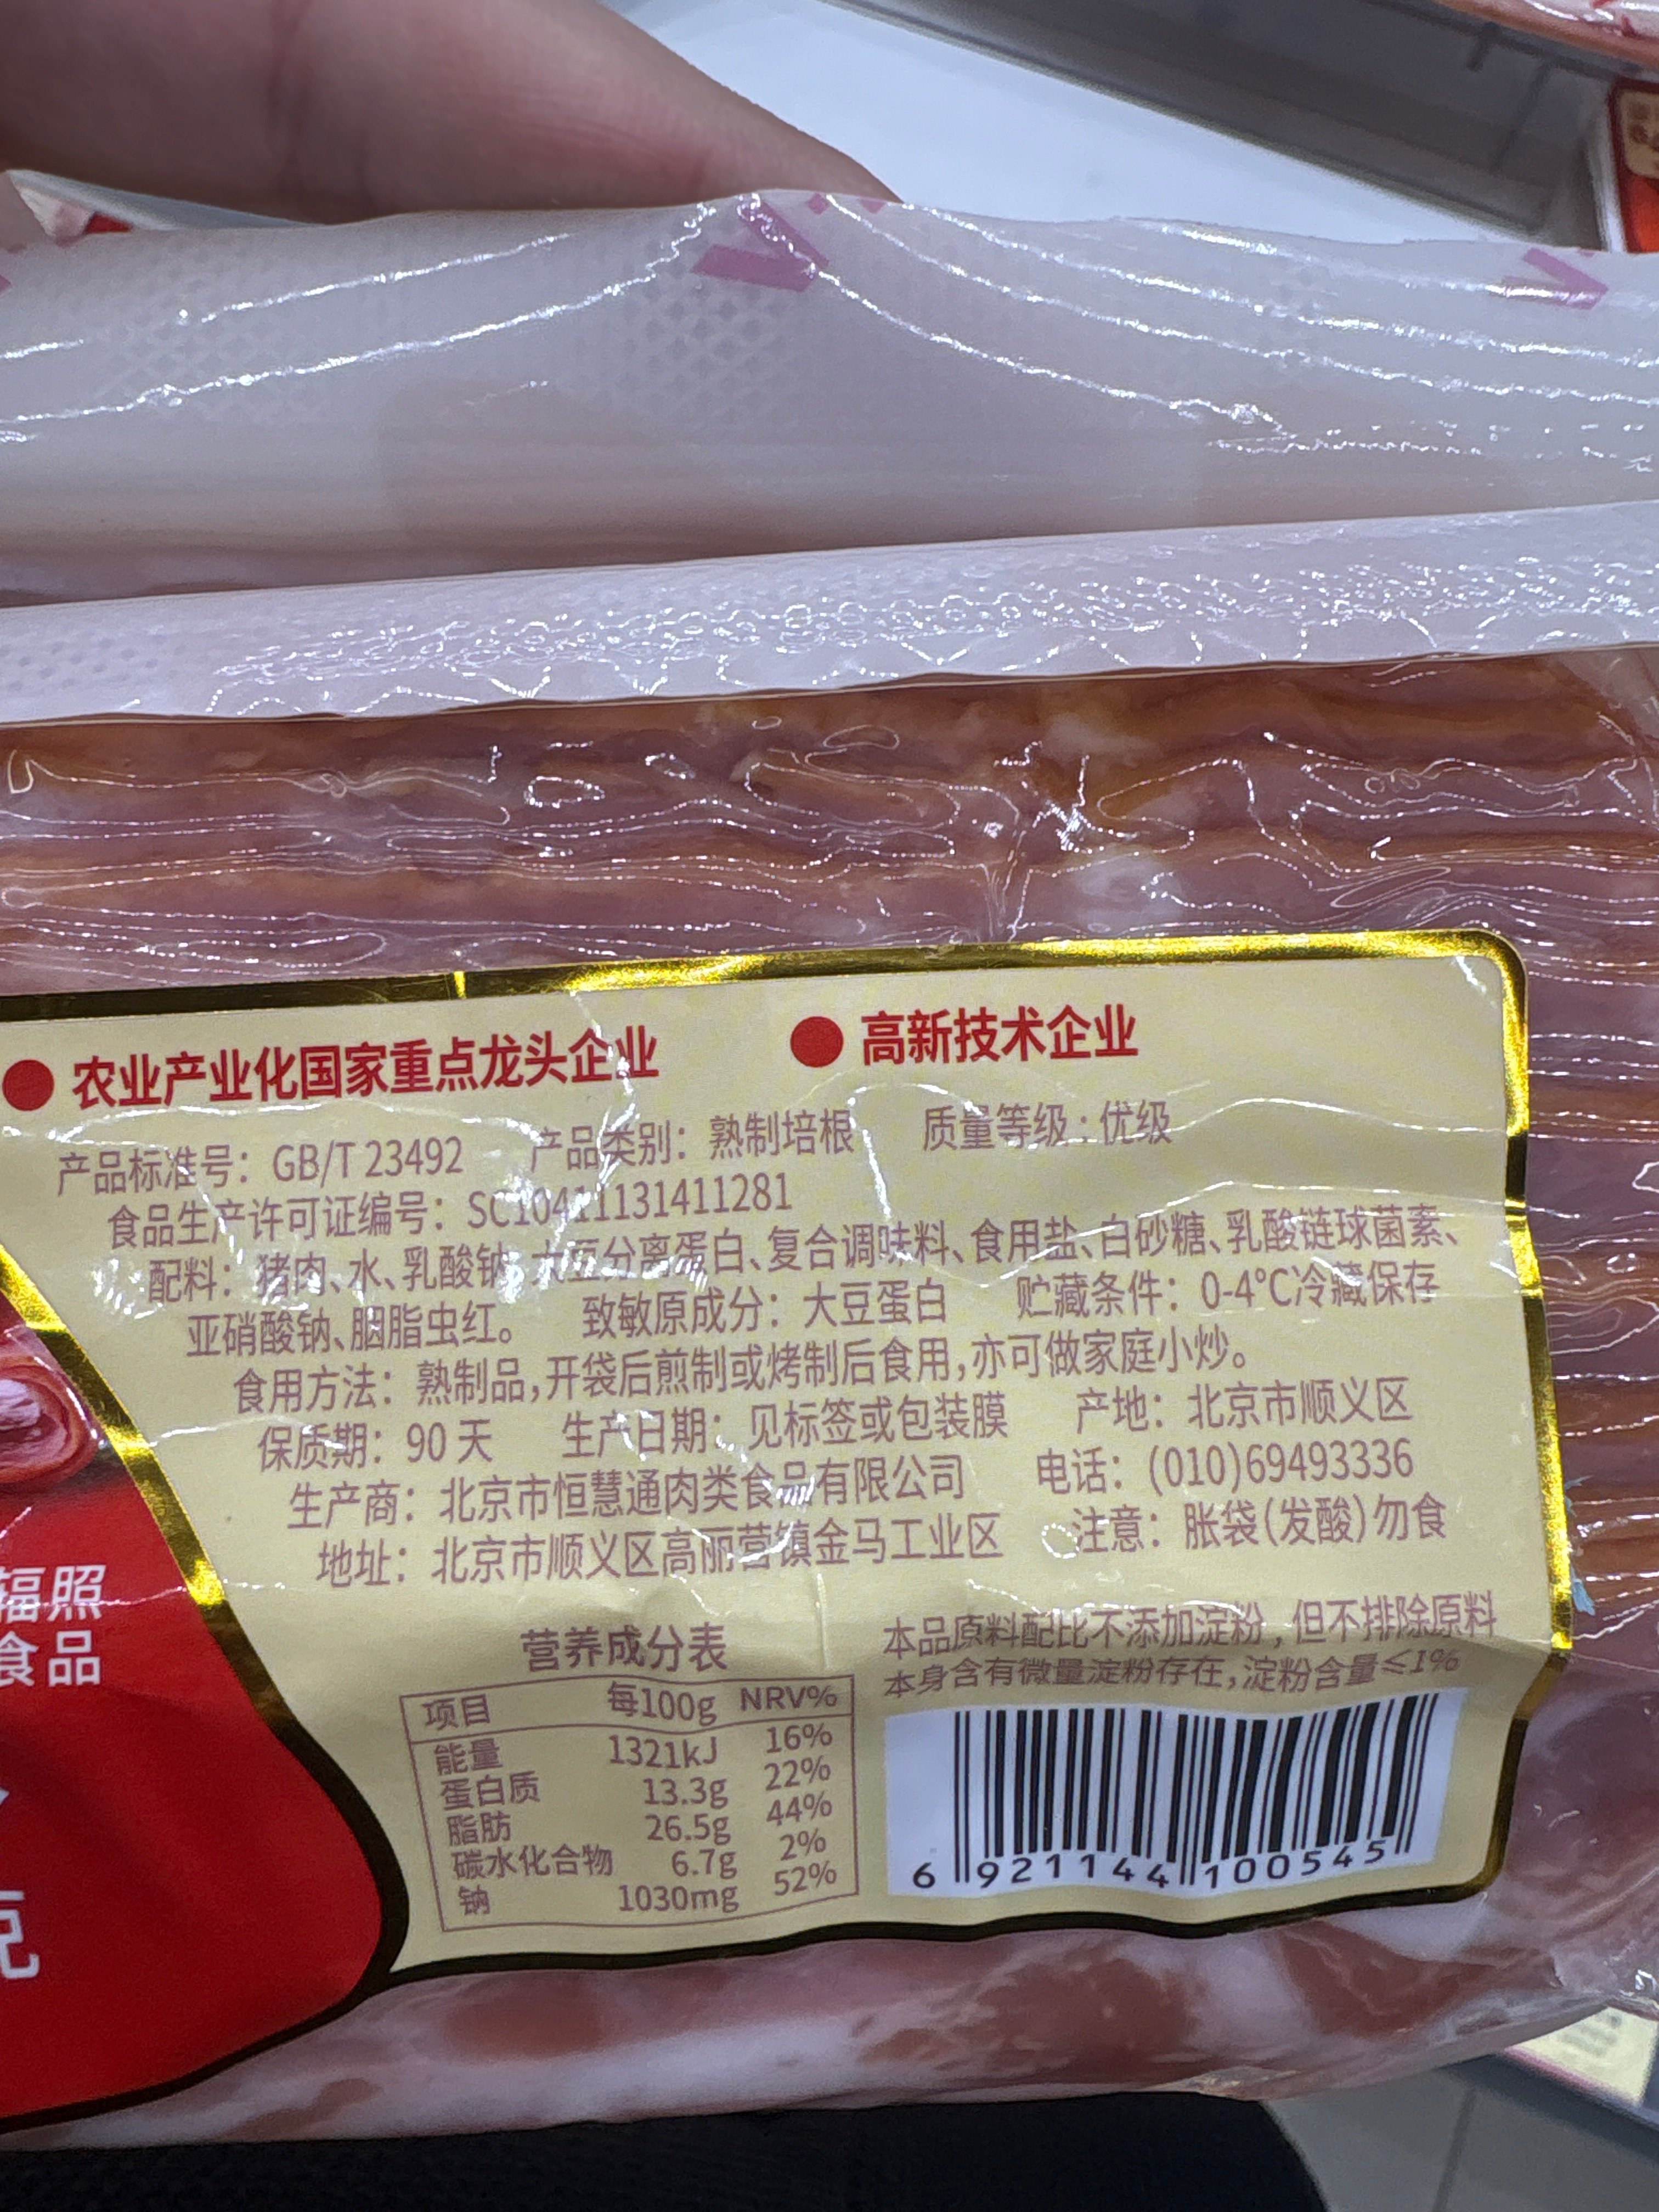 ● 农业产业化国家重点龙头企业 ● 高新技术企业
产品标准号：GB/T 23492 产品类别：熟制培根 质量等级：优级
食品生产许可证编号：SC10411131411281
配料：猪肉、水、乳酸钠、大豆分离蛋白、复合调味料、食用盐、白砂糖、乳酸链球菌素、
亚硝酸钠、胭脂虫红。 致敏原成分：大豆蛋白 贮藏条件：0-4℃冷藏保存
食用方法：熟制品，开袋后煎制或烤制后食用，亦可做家庭小炒。
保质期：90天 生产日期：见标签或包装膜 产地：北京市顺义区
生产商：北京市恒慧通肉类食品有限公司 电话：(010)69493336
地址：北京市顺义区高丽营镇金马工业区 注意：胀袋(发酸)勿食
辐照
食品
克
营养成分表
项目 每100g NRV%
能量 1321kJ 16%
蛋白质 13.3g 22%
脂肪 26.5g 44%
碳水化合物 6.7g 2%
钠 1030mg 52%
本品原料配比不添加淀粉，但不排除原料
本身含有微量淀粉存在，淀粉含量≤1%
6 921144 100545